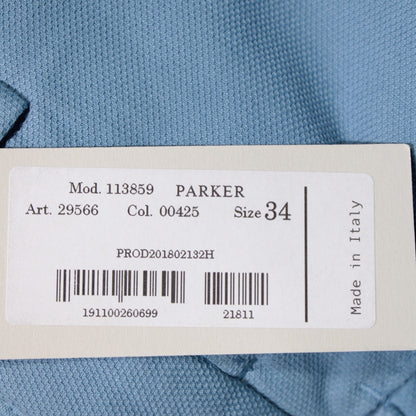 Mod. 113859 PARKER
Art. 29566 Col. 00425 Size 34
PROD201802132H
191100260699 21811
Made in Italy